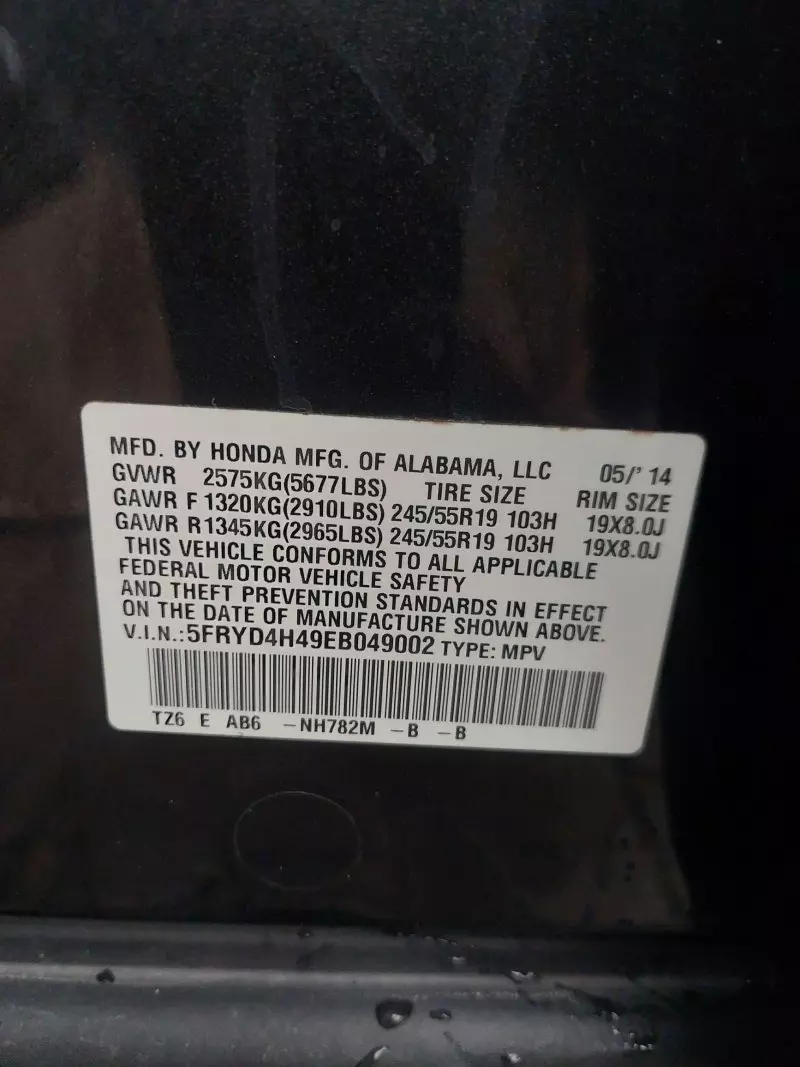 MFD. BY HONDA MFG. OF ALABAMA, LLC 05/' 14
GVWR 2575KG(5677LBS) TIRE SIZE RIM SIZE
GAWR F 1320KG(2910LBS) 245/55R19 103H 19X8.0J
GAWR R 1345KG(2965LBS) 245/55R19 103H 19X8.0J
THIS VEHICLE CONFORMS TO ALL APPLICABLE
FEDERAL MOTOR VEHICLE SAFETY
AND THEFT PREVENTION STANDARDS IN EFFECT
ON THE DATE OF MANUFACTURE SHOWN ABOVE.
V.I.N.:5FRYD4H49EB049002 TYPE: MPV
TZ6 E AB6 -NH782M -B -B